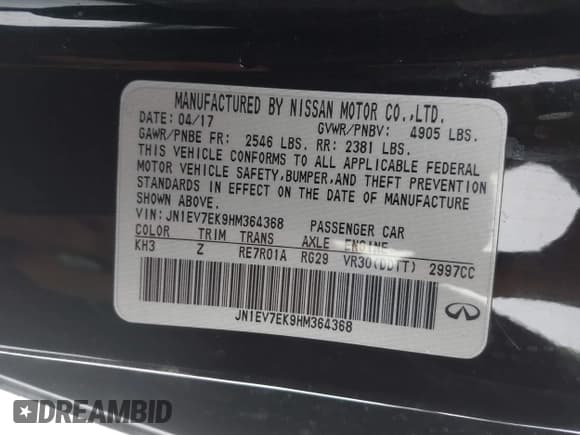 MANUFACTURED BY NISSAN MOTOR CO.,LTD.
DATE: 04/17 GVWR/PNBV: 4905 LBS.
GAWR/PNBE FR: 2546 LBS. RR: 2381 LBS.
THIS VEHICLE CONFORMS TO ALL APPLICABLE FEDERAL
MOTOR VEHICLE SAFETY,BUMPER,AND THEFT PREVENTION
STANDARDS IN EFFECT ON THE DATE OF MANUFACTURE
SHOWN ABOVE.
VIN: JN1EV7EK9HM364368 PASSENGER CAR
COLOR TRIM TRANS AXLE ENGINE
KH3 Z RE7R01A RG29 VR30(DDTT) 2997CC
JN1EV7EK9HM364368
DREAMBID